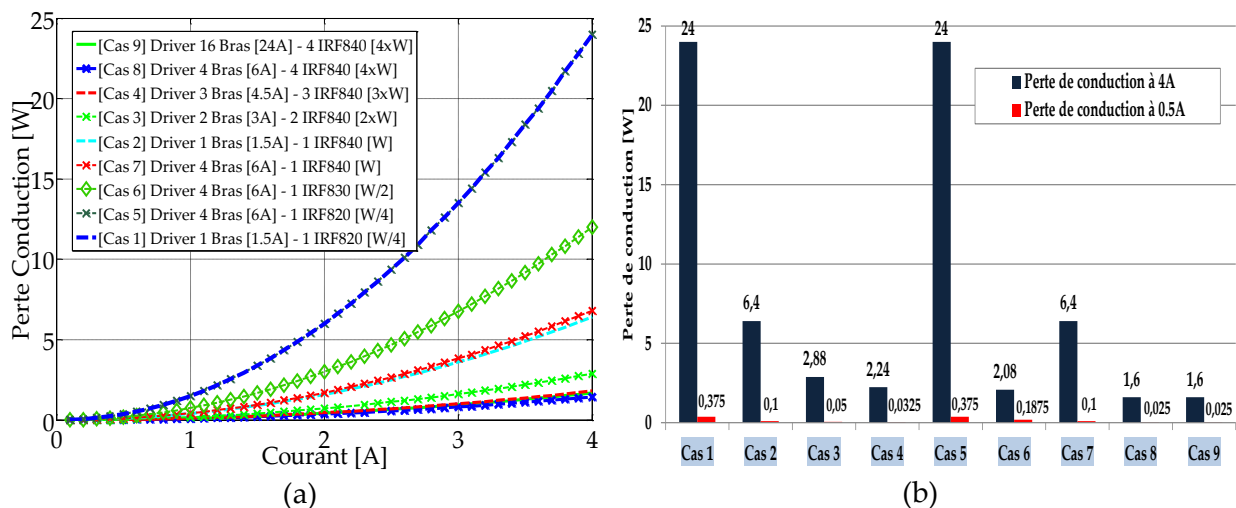 25
20
15
10
5
0
Perte Conduction [W]
[Cas 9] Driver 16 Bras [24A] - 4 IRF840 [4xW]
[Cas 8] Driver 4 Bras [6A] - 4 IRF840 [4xW]
[Cas 4] Driver 3 Bras [4.5A] - 3 IRF840 [3xW]
[Cas 3] Driver 2 Bras [3A] - 2 IRF840 [2xW]
[Cas 2] Driver 1 Bras [1.5A] - 1 IRF840 [W]
[Cas 7] Driver 4 Bras [6A] - 1 IRF840 [W]
[Cas 6] Driver 4 Bras [6A] - 1 IRF830 [W/2]
[Cas 5] Driver 4 Bras [6A] - 1 IRF820 [W/4]
[Cas 1] Driver 1 Bras [1.5A] - 1 IRF820 [W/4]
0 1 2 3 4
Courant [A]
(a)
25
20
15
10
5
0
Perte de conduction [W]
Perte de conduction à 4A
Perte de conduction à 0.5A
24 0,375
6,4 0,1
2,88 0,05
2,24 0,0325
24 0,375
2,08 0,1875
6,4 0,1
1,6 0,025
1,6 0,025
Cas 1 Cas 2 Cas 3 Cas 4 Cas 5 Cas 6 Cas 7 Cas 8 Cas 9
(b)